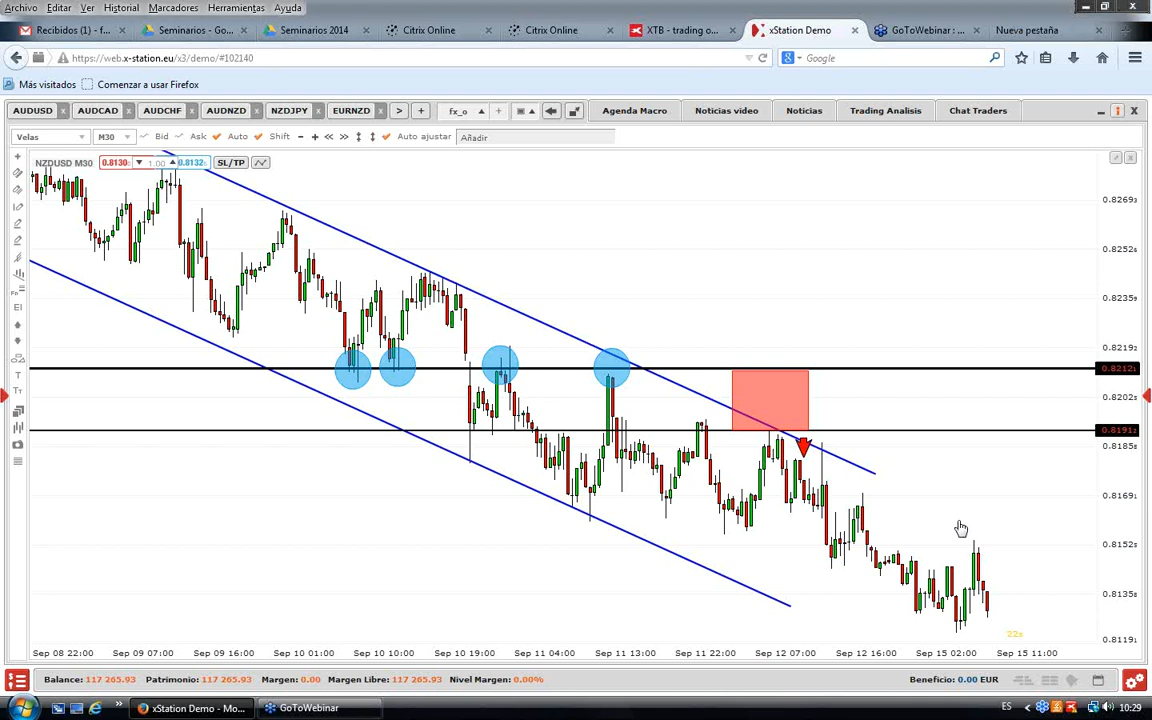 Archivo Editar Ver Historial Marcadores Herramientas Ayuda
Recibidos (1) - f... Seminarios - Go... Seminarios 2014 Citrix Online Citrix Online XTB - trading o... xStation Demo GoToWebinar : ... Nueva pestaña
https://web.x-station.eu/x3/demo/#102140 Google
Más visitados Comenzar a usar Firefox
AUDUSD AUDCAD AUDCHF AUDNZD NZDJPY EURNZD > + fx_o Agenda Macro Noticias video Noticias Trading Analisis Chat Traders
Velas M30 Bid Ask Auto Shift Auto ajustar Añadir
NZDUSD M30 0.8130 1.00 0.8132 SL/TP
0.8269
0.8252
0.8235
0.8219
0.8212
0.8202
0.8191
0.8185
0.8169
0.8152
0.8135
0.8119
22s
Sep 08 22:00 Sep 09 07:00 Sep 09 16:00 Sep 10 01:00 Sep 10 10:00 Sep 10 19:00 Sep 11 04:00 Sep 11 13:00 Sep 11 22:00 Sep 12 07:00 Sep 12 16:00 Sep 15 02:00 Sep 15 11:00
Balance: 117 265.93 Patrimonio: 117 265.93 Margen: 0.00 Margen Libre: 117 265.93 Nivel Margen: 0.00% Beneficio: 0.00 EUR
xStation Demo - Mo... GoToWebinar ES 10:29